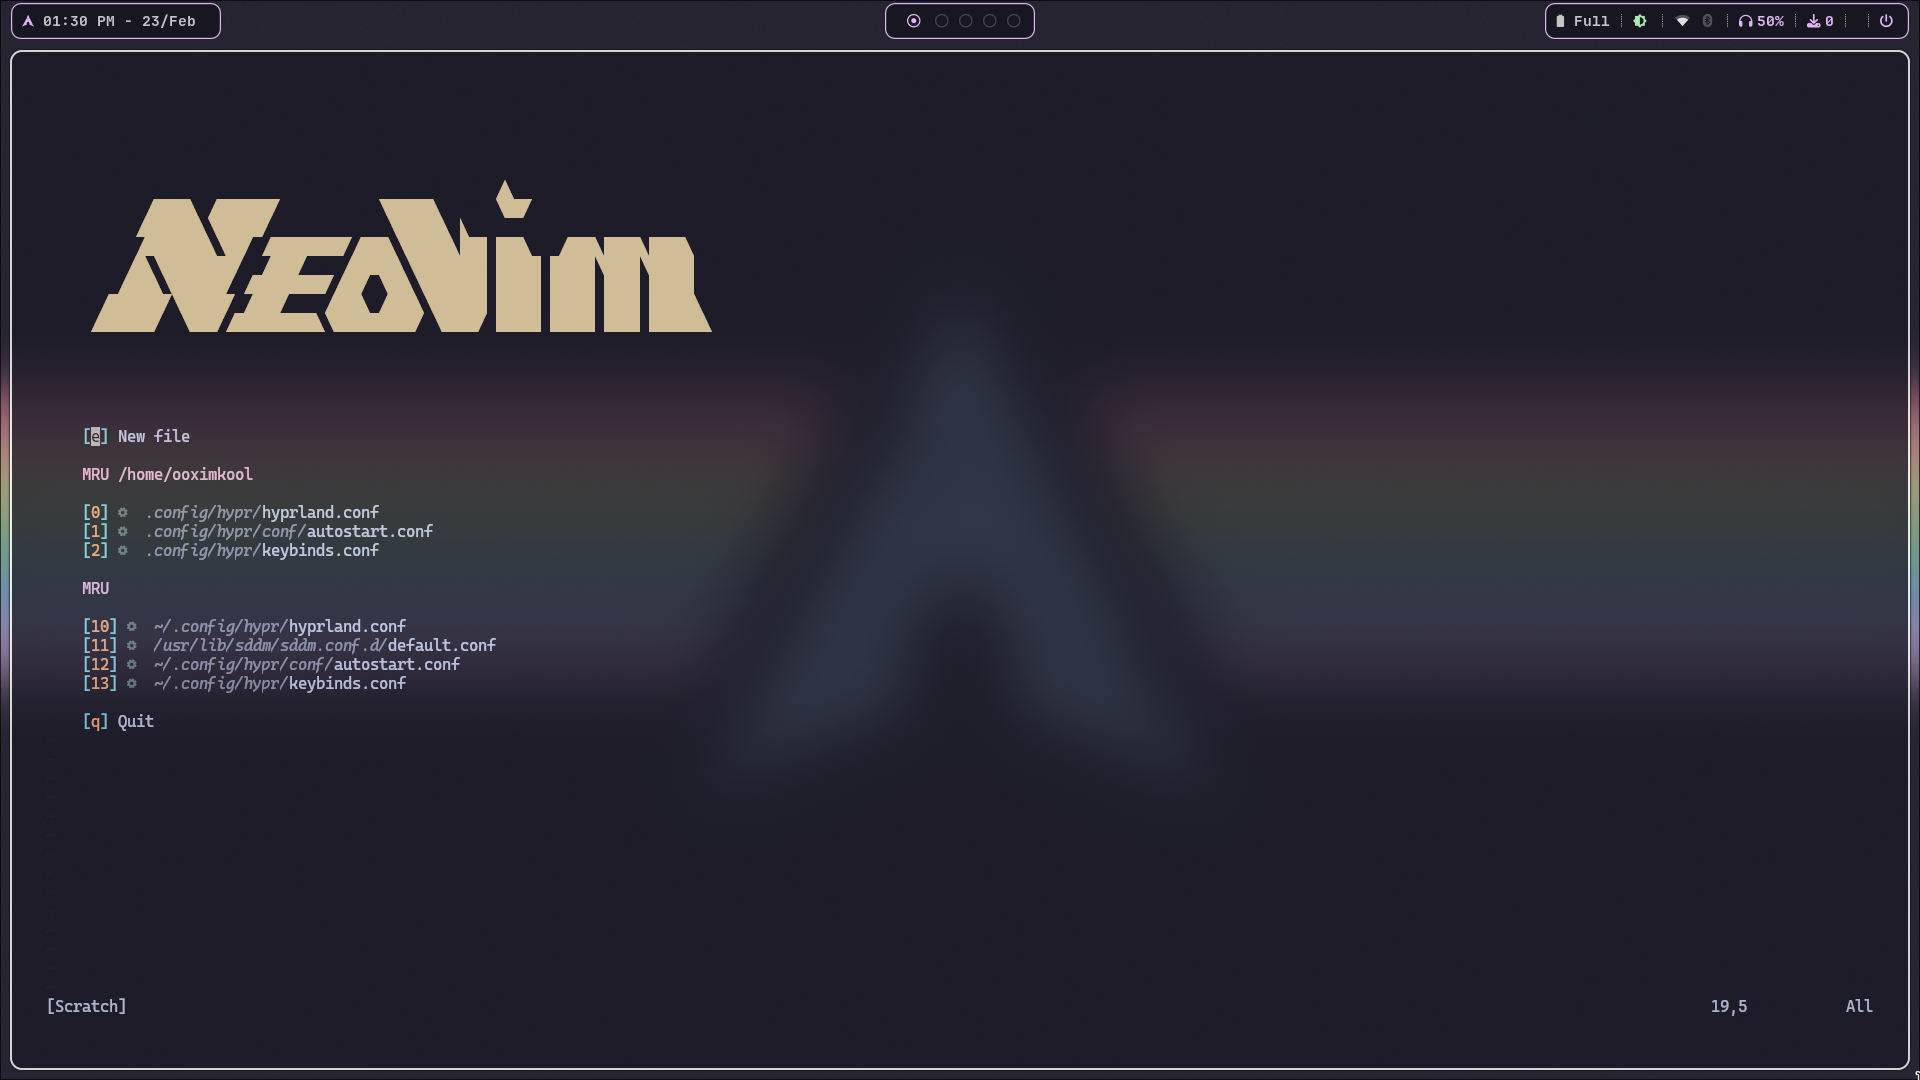 01:30 PM - 23/Feb
Full
50%
0
NEOVIM
[e] New file
MRU /home/ooximkool
[0] .config/hypr/hyprland.conf
[1] .config/hypr/conf/autostart.conf
[2] .config/hypr/keybinds.conf
MRU
[10] ~/.config/hypr/hyprland.conf
[11] /usr/lib/sddm/sddm.conf.d/default.conf
[12] ~/.config/hypr/conf/autostart.conf
[13] ~/.config/hypr/keybinds.conf
[q] Quit
[Scratch] 19,5 All